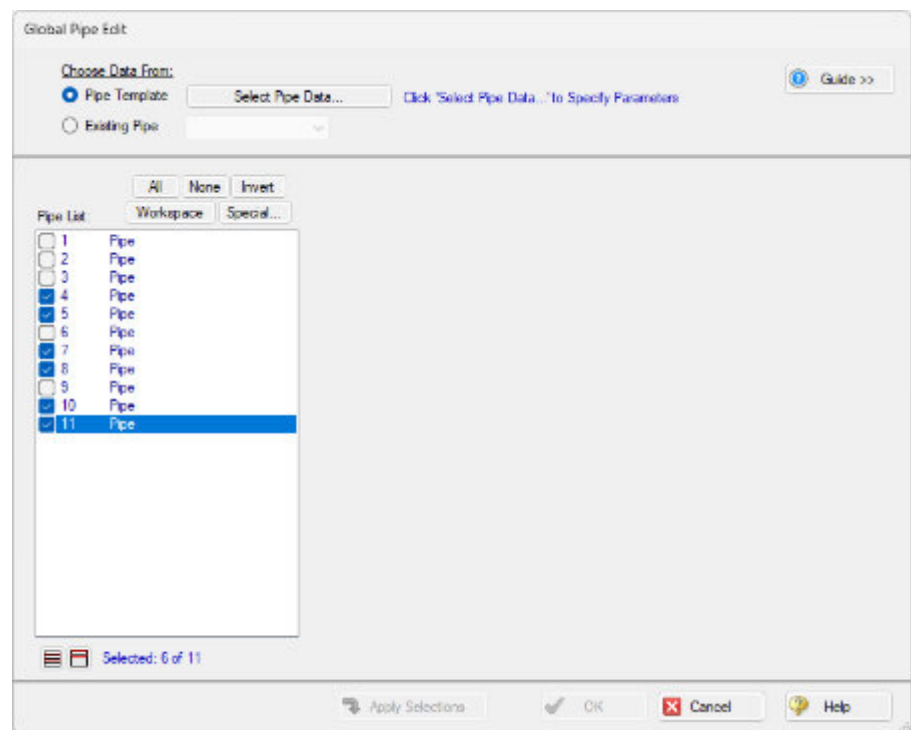 Global Pipe Edit
Choose Data From:
Guide >>
Pipe Template
Select Pipe Data...
Click 'Select Pipe Data...' to Specify Parameters
Existing Pipe
All None Invert
Pipe List Workspace Special...
1 Pipe
2 Pipe
3 Pipe
4 Pipe
5 Pipe
6 Pipe
7 Pipe
8 Pipe
9 Pipe
10 Pipe
11 Pipe
Selected: 6 of 11
Apply Selections OK Cancel Help